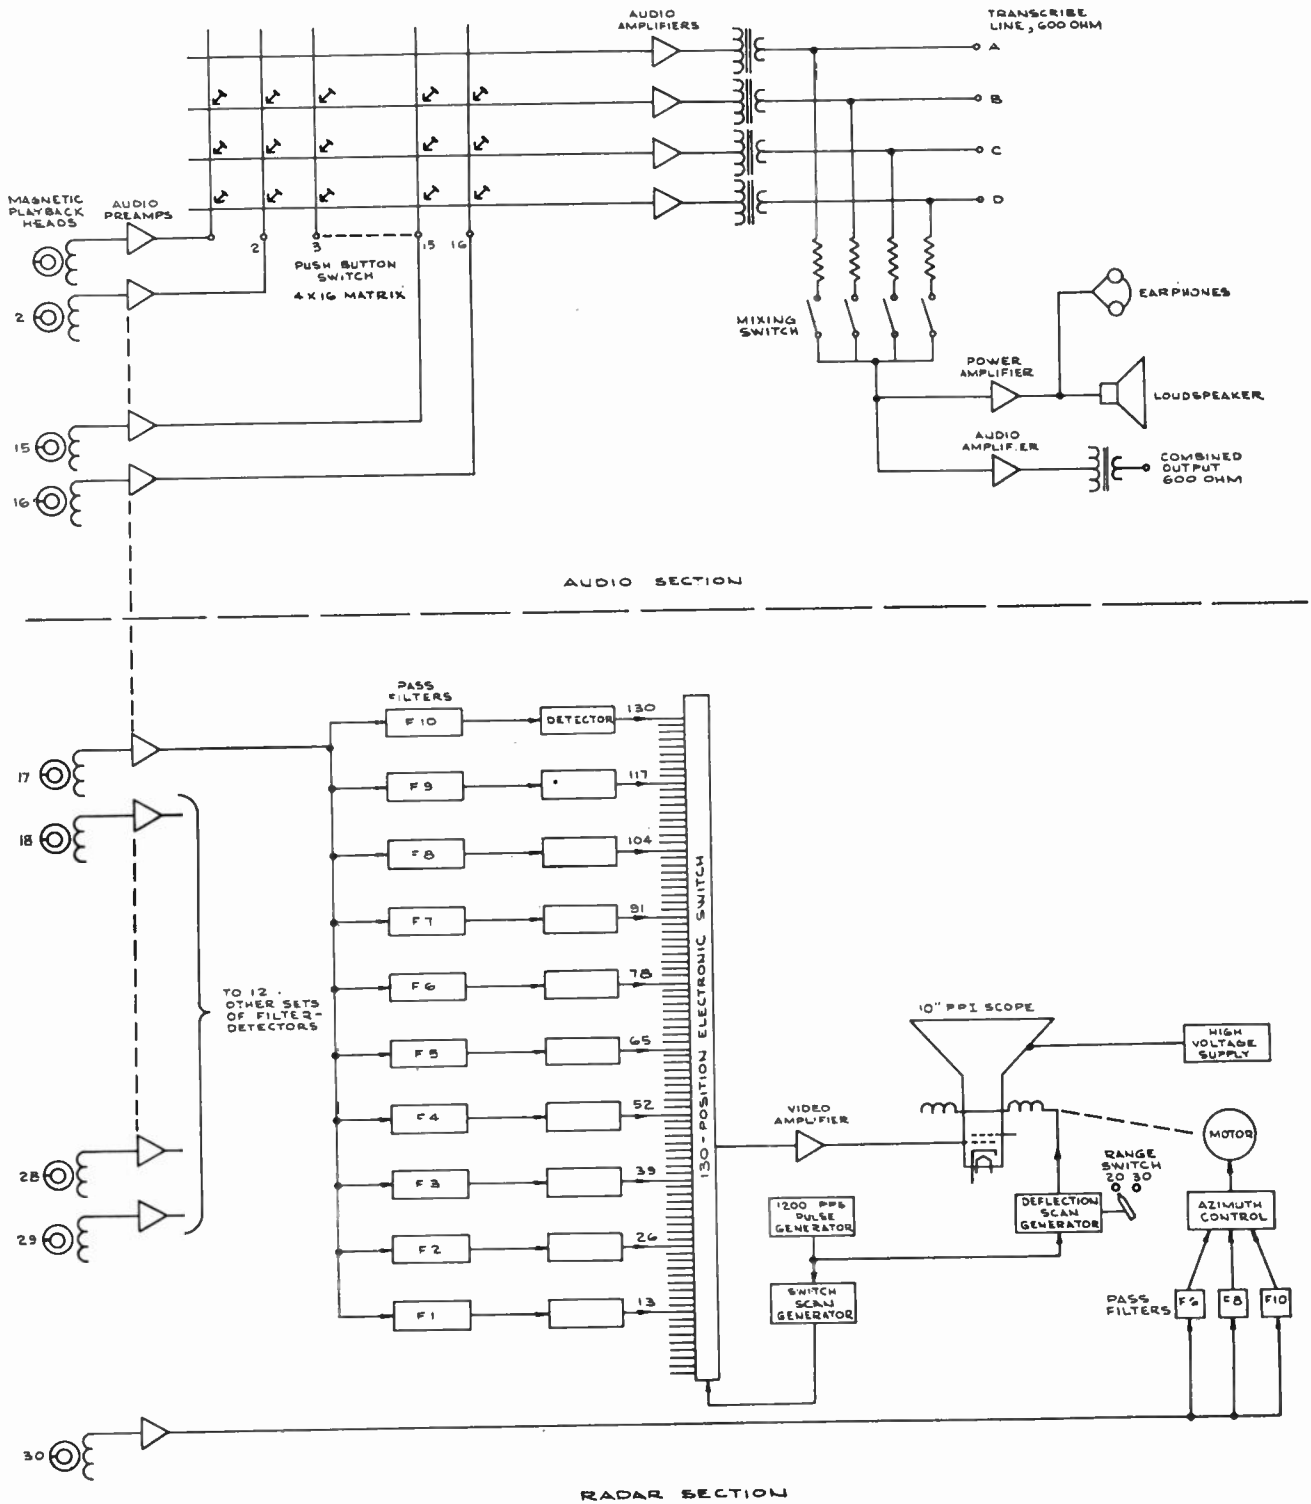 AUDIO
AMPLIFIERS
TRANSCRIBE
LINE, 600 OHM
A
B
C
D
MAGNETIC
PLAYBACK
HEADS
AUDIO
PREAMPS
2
3
15
16
PUSH BUTTON
SWITCH
4 X 16 MATRIX
2
15
16
MIXING
SWITCH
EARPHONES
POWER
AMPLIFIER
LOUDSPEAKER
AUDIO
AMPLIFIER
COMBINED
OUTPUT
600 OHM
AUDIO SECTION
PASS
FILTERS
F 10
DETECTOR
130
17
F 9
117
18
F 8
104
F 7
91
F 6
78
TO 12
OTHER SETS
OF FILTER-
DETECTORS
F 5
65
F 4
52
28
F 3
39
29
F 2
26
F 1
13
130-POSITION ELECTRONIC SWITCH
10" PPI SCOPE
HIGH
VOLTAGE
SUPPLY
VIDEO
AMPLIFIER
MOTOR
RANGE
SWITCH
20 30
1200 PPS
PULSE
GENERATOR
DEFLECTION
SCAN
GENERATOR
AZIMUTH
CONTROL
SWITCH
SCAN
GENERATOR
PASS
FILTERS
F8
F10
30
RADAR SECTION